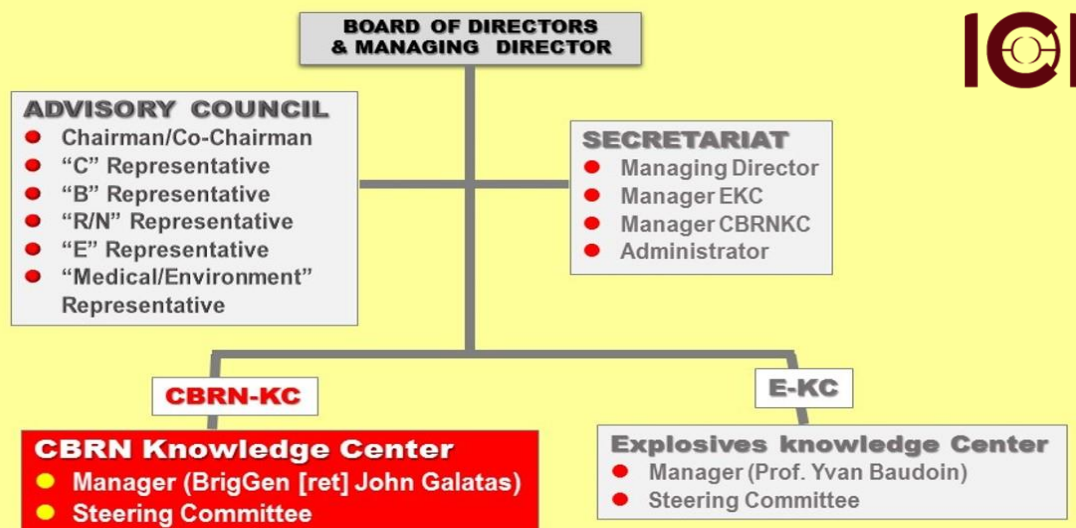 BOARD OF DIRECTORS
& MANAGING DIRECTOR
ICI
ADVISORY COUNCIL
Chairman/Co-Chairman
“C” Representative
“B” Representative
“R/N” Representative
“E” Representative
“Medical/Environment”
Representative
SECRETARIAT
Managing Director
Manager EKC
Manager CBRNKC
Administrator
CBRN-KC
E-KC
CBRN Knowledge Center
Manager (BrigGen [ret] John Galatas)
Steering Committee
Explosives knowledge Center
Manager (Prof. Yvan Baudoin)
Steering Committee